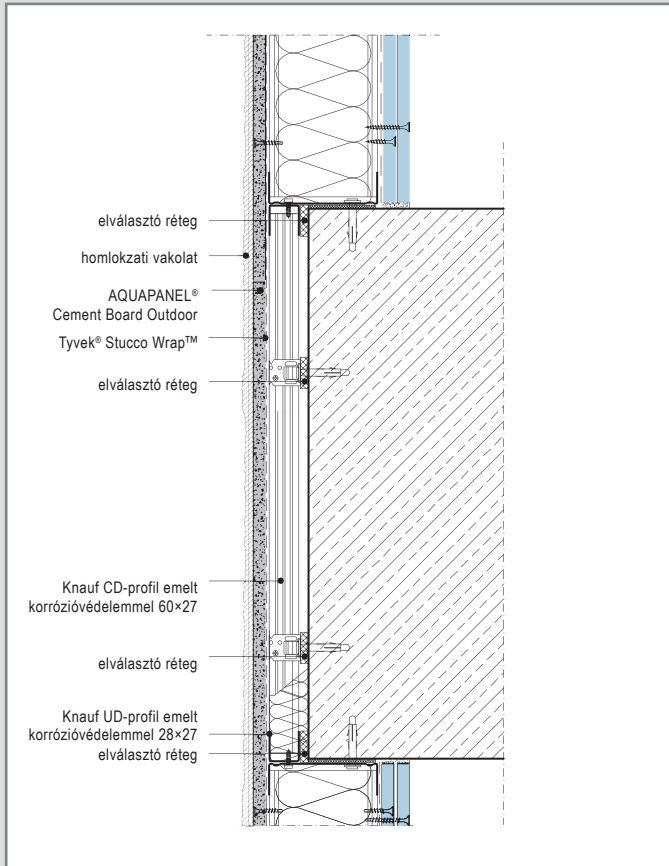 elválasztó réteg
homlokzati vakolat
AQUAPANEL®
Cement Board Outdoor
Tyvek® Stucco Wrap™
elválasztó réteg
Knauf CD-profil emelt
korrózióvédelemmel 60×27
elválasztó réteg
Knauf UD-profil emelt
korrózióvédelemmel 28×27
elválasztó réteg